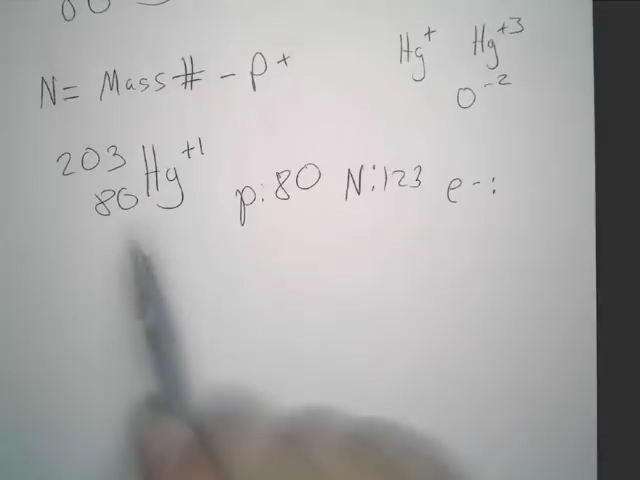 Hg+ Hg+3
N= Mass # - P+
O-2
203 80 Hg+1 p:80 N:123 e-: